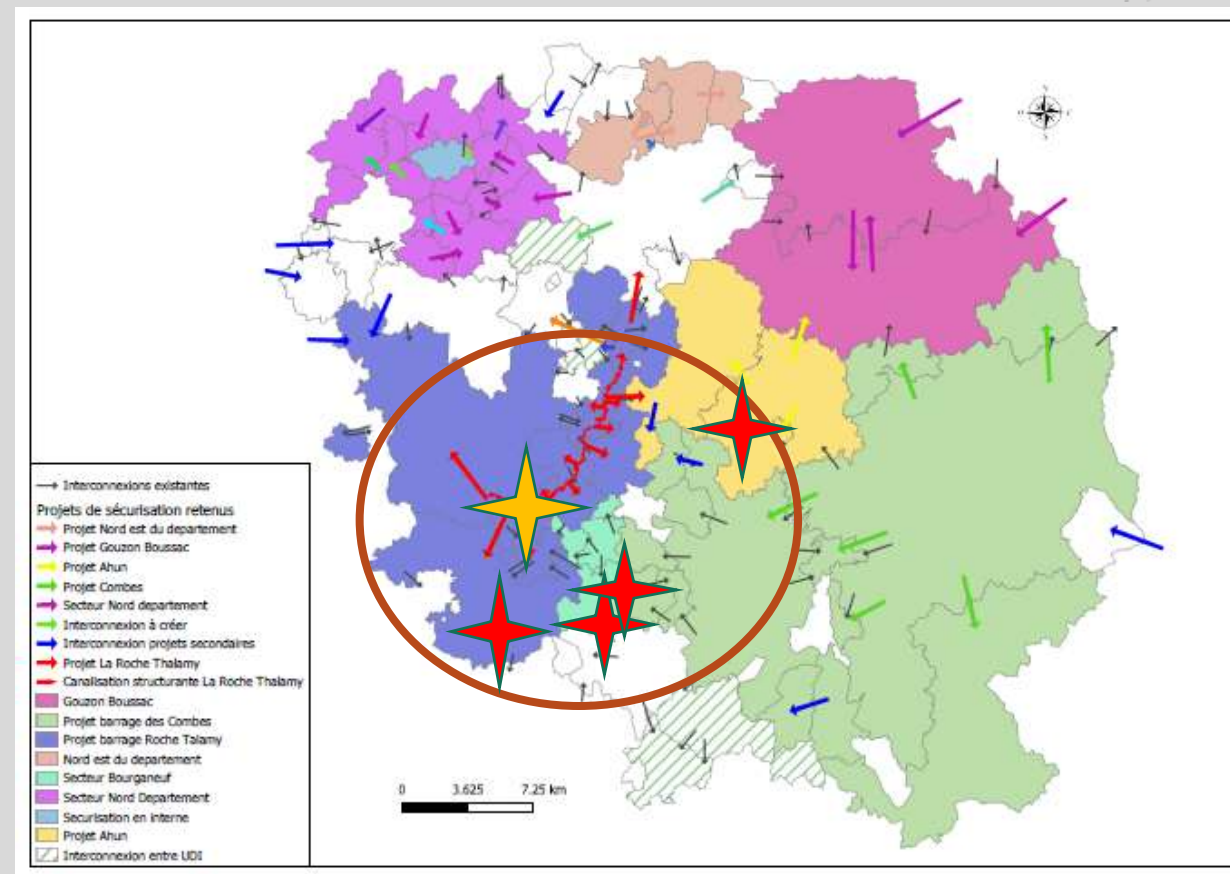 Interconnexions existantes
Projets de sécurisation retenus
Projet Nord est du departement
Projet Gouzon Boussac
Projet Ahun
Projet Combes
Secteur Nord departement
Interconnexion à créer
Interconnexion projets secondaires
Projet La Roche Thalamy
Canalisation structurante La Roche Thalamy
Gouzon Boussac
Projet barrage des Combes
Projet barrage Roche Talamy
Nord est du departement
Secteur Bourganeuf
Secteur Nord Departement
Securisation en interne
Projet Ahun
Interconnexion entre UDI
0 3.625 7.25 km